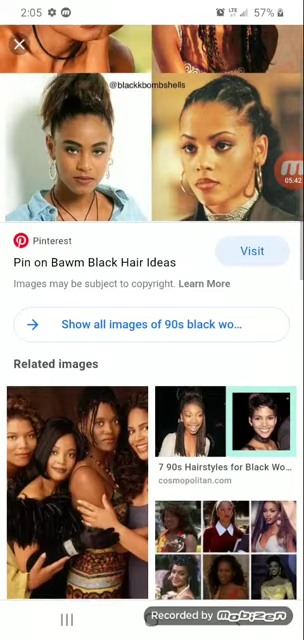 2:05 LTE 57%
@blackkbombshells
05:42
Pinterest
Pin on Bawm Black Hair Ideas
Visit
Images may be subject to copyright. Learn More
Show all images of 90s black wo...
Related images
7 90s Hairstyles for Black Wo...
cosmopolitan.com
Recorded by mobizen